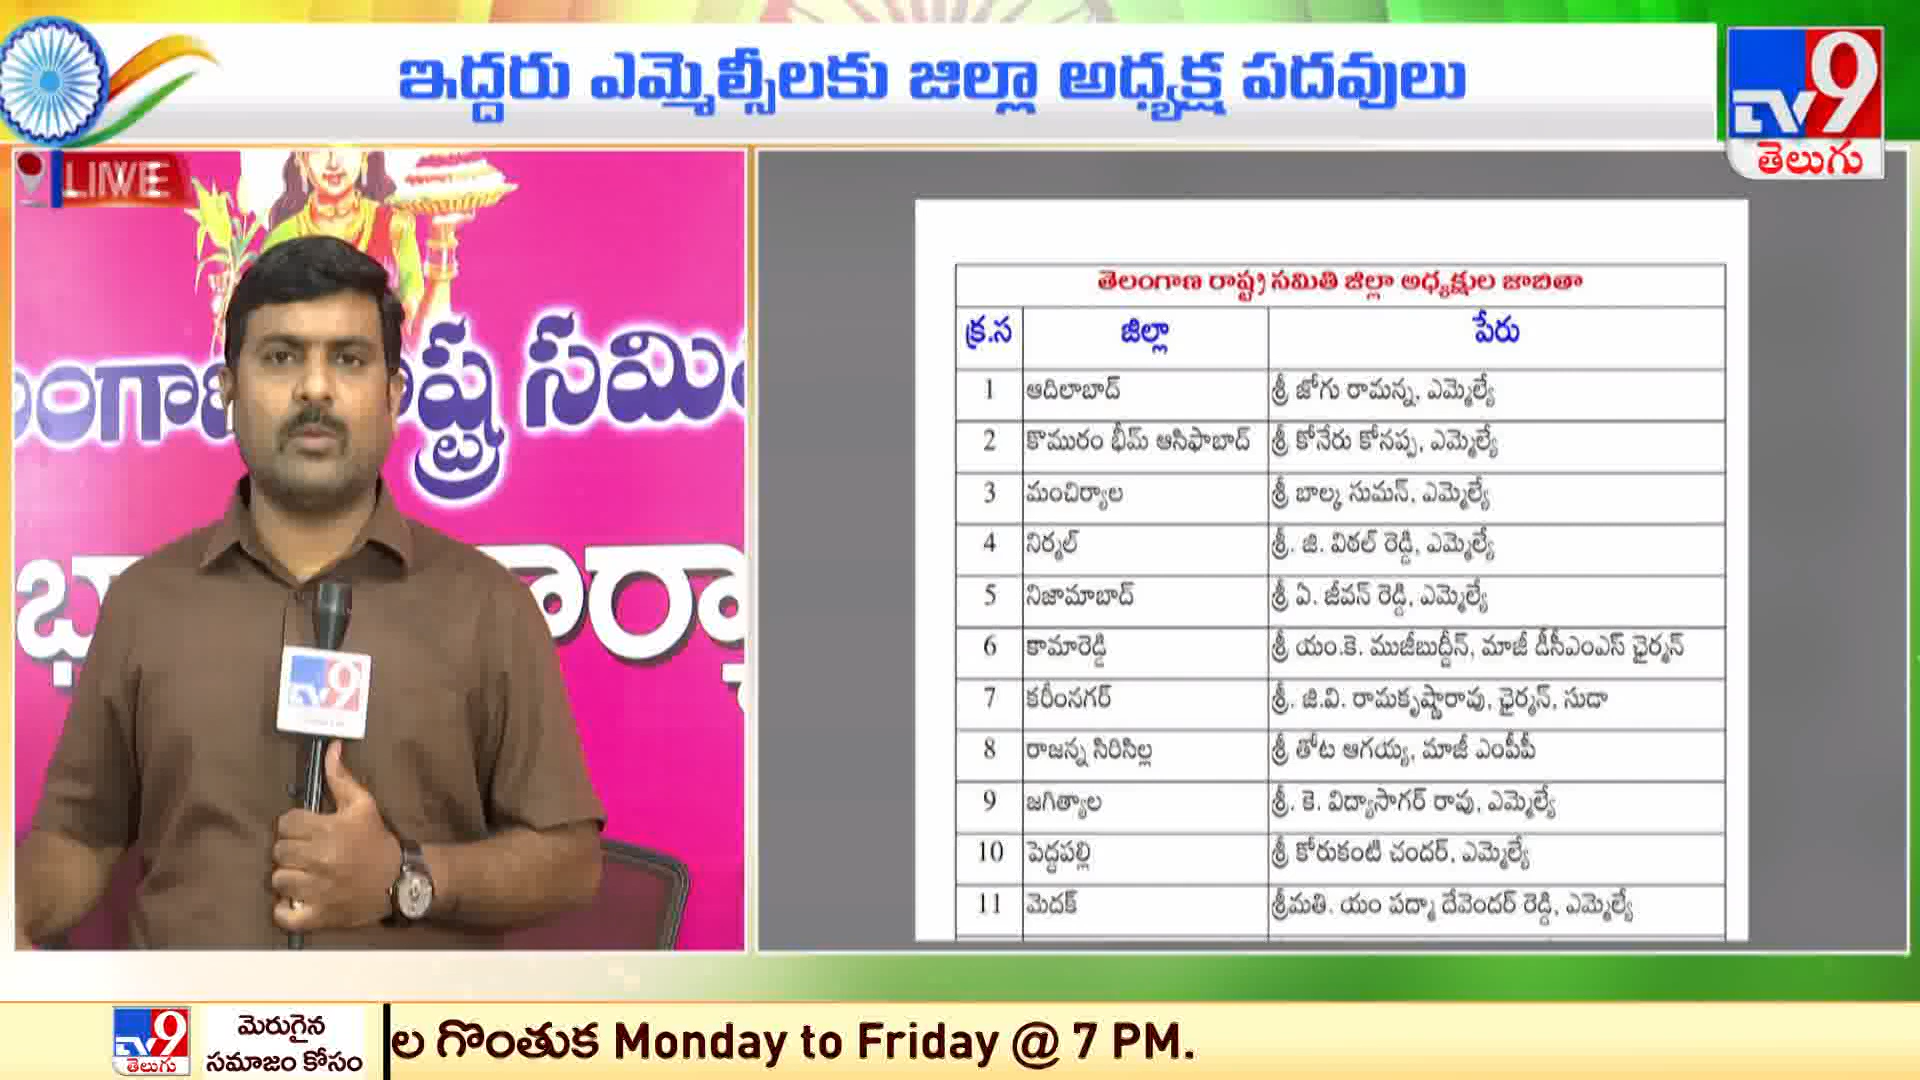 ఇద్దరు ఎమ్మెల్సీలకు జిల్లా అధ్యక్ష పదవులు
TV9
తెలుగు
LIVE
రాష్ట్ర సమితి
తెలంగాణ రాష్ట్ర సమితి జిల్లా అధ్యక్షుల జాబితా
క్ర.స జిల్లా పేరు
1 ఆదిలాబాద్ శ్రీ జోగు రామన్న, ఎమ్మెల్యే
2 కొమురం భీమ్ ఆసిఫాబాద్ శ్రీ కోనేరు కోనప్ప, ఎమ్మెల్యే
3 మంచిర్యాల శ్రీ బాల్క సుమన్, ఎమ్మెల్యే
4 నిర్మల్ శ్రీ. జి. విఠల్ రెడ్డి, ఎమ్మెల్యే
5 నిజామాబాద్ శ్రీ ఏ. జీవన్ రెడ్డి, ఎమ్మెల్యే
6 కామారెడ్డి శ్రీ యం.కె. ముజీబుద్దీన్, మాజీ డీసీఎంఎస్ ఛైర్మన్
7 కరీంనగర్ శ్రీ. జి.వి. రామకృష్ణారావు, ఛైర్మన్, సుడా
8 రాజన్న సిరిసిల్ల శ్రీ తోట ఆగయ్య, మాజీ ఎంపీపీ
9 జగిత్యాల శ్రీ. కె. విద్యాసాగర్ రావు, ఎమ్మెల్యే
10 పెద్దపల్లి శ్రీ కోరుకంటి చందర్, ఎమ్మెల్యే
11 మెదక్ శ్రీమతి. యం పద్మా దేవెందర్ రెడ్డి, ఎమ్మెల్యే
TV9
TV9
తెలుగు
మెరుగైన
సమాజం కోసం
ల గొంతుక Monday to Friday @ 7 PM.